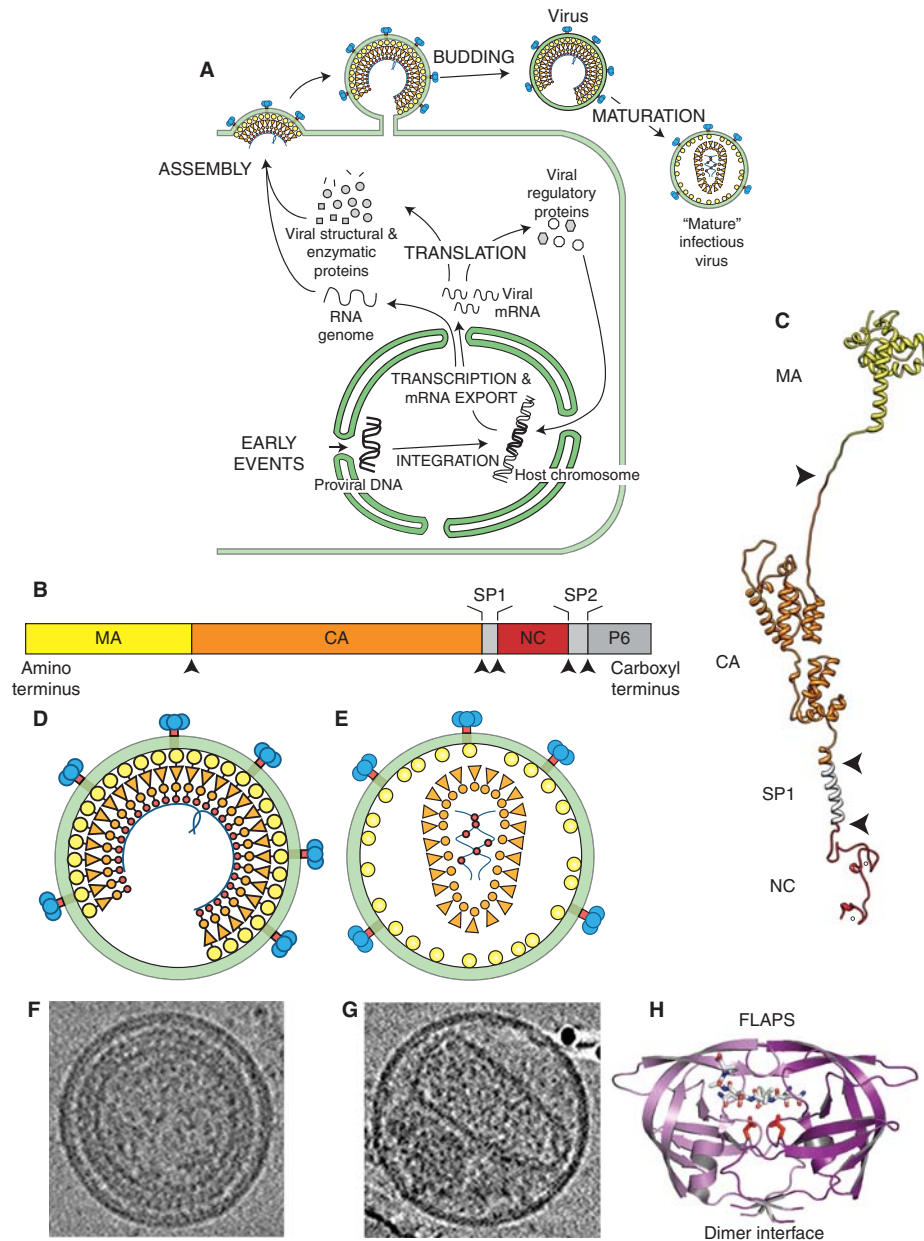 A
Virus
BUDDING
MATURATION
ASSEMBLY
Viral structural &
enzymatic
proteins
Viral
regulatory
proteins
"Mature"
infectious
virus
TRANSLATION
RNA
genome
Viral
mRNA
TRANSCRIPTION &
mRNA EXPORT
EARLY
EVENTS
INTEGRATION
Proviral DNA
Host chromosome
C
MA
CA
SP1
NC
B
SP1
SP2
MA
CA
NC
P6
Amino
terminus
Carboxyl
terminus
D
E
F
G
H
FLAPS
Dimer interface